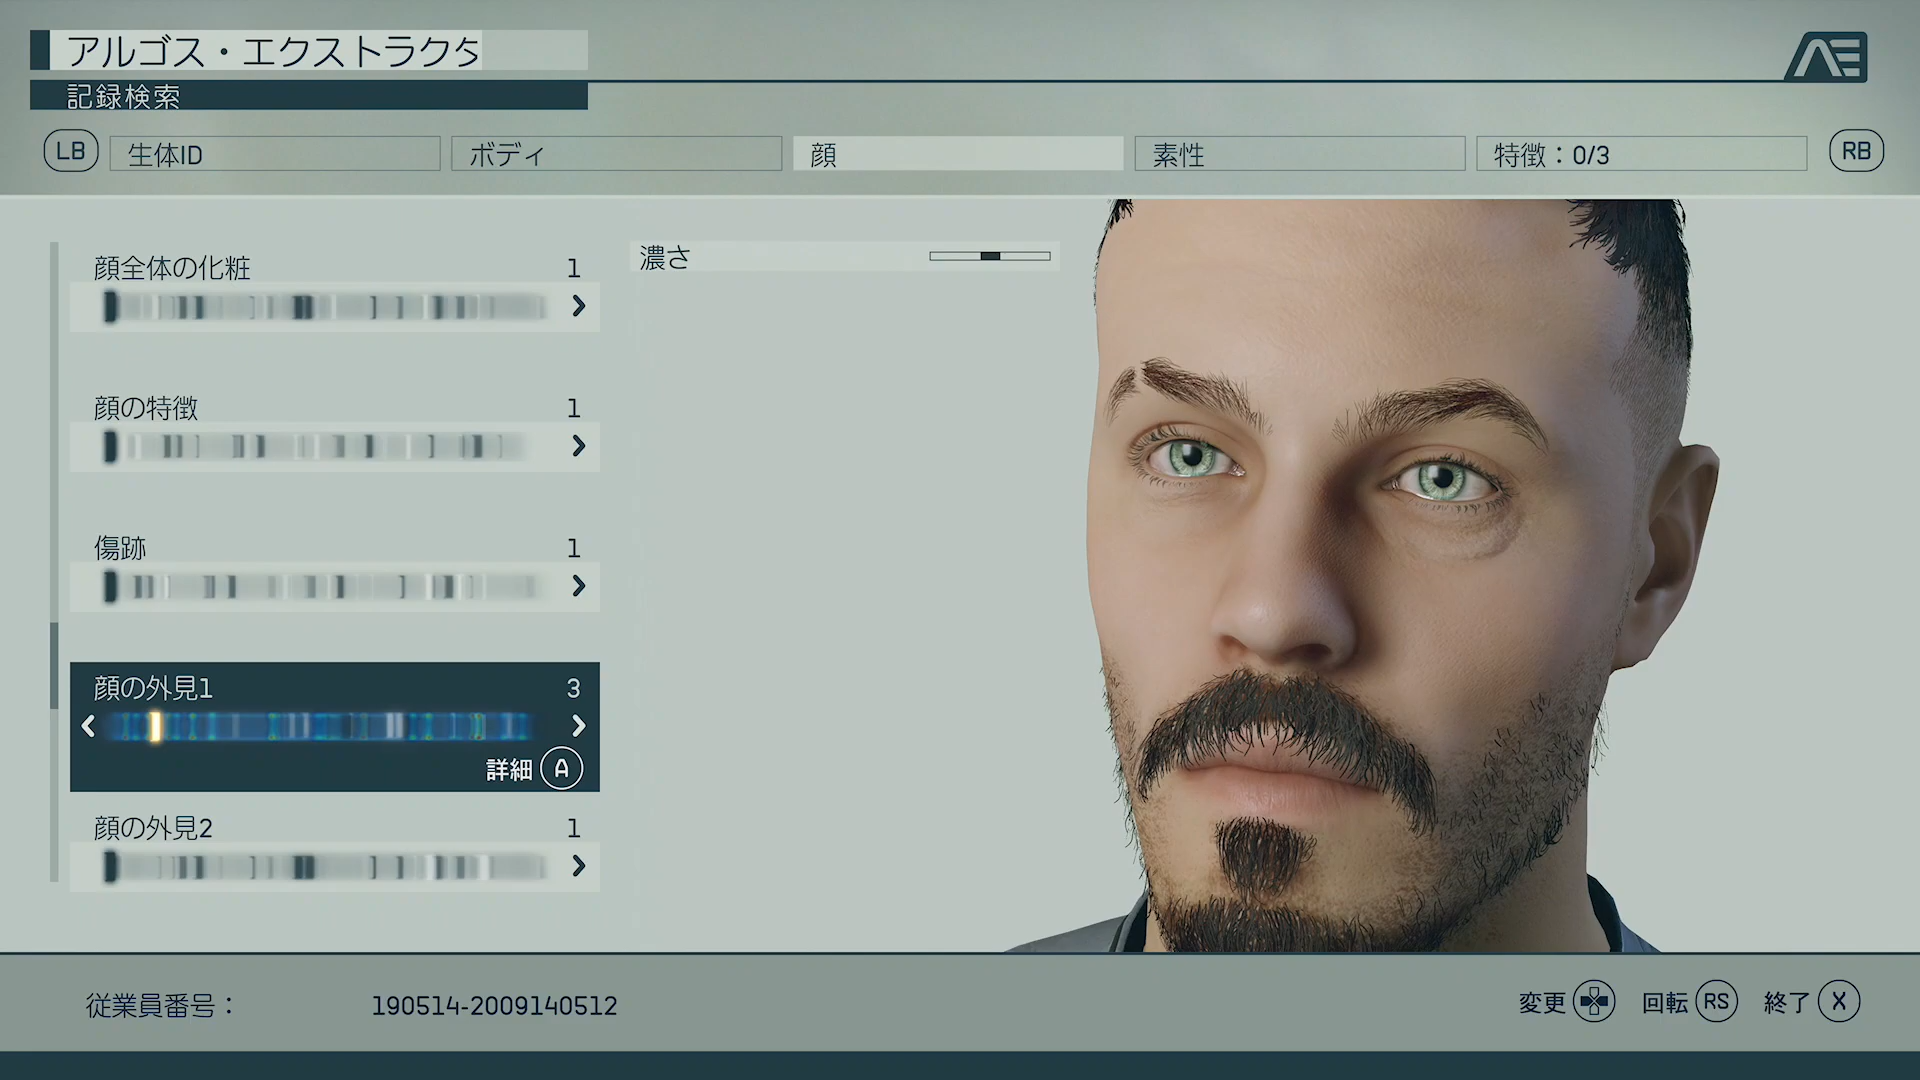 アルゴス・エクストラクタ
記録検索
LB 生体ID ボディ 顔 素性 特徴：0/3 RB
顔全体の化粧 1
濃さ
顔の特徴 1
傷跡 1
顔の外見1 3
詳細 A
顔の外見2 1
従業員番号： 190514-2009140512
変更 回転 RS 終了 X